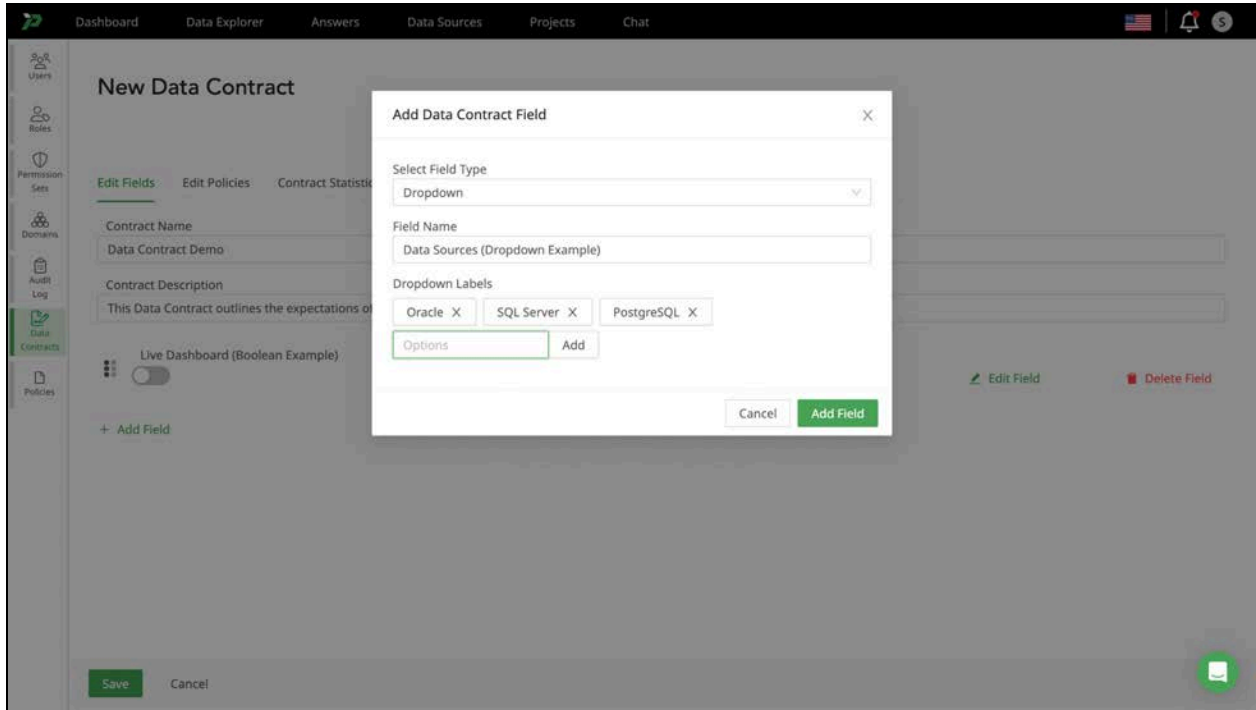 Dashboard Data Explorer Answers Data Sources Projects Chat S
Users
Roles
Permission
Sets
Domains
Audit
Log
Data
Contracts
Policies
New Data Contract
Edit Fields Edit Policies Contract Statistic
Contract Name
Data Contract Demo
Contract Description
This Data Contract outlines the expectations of
Live Dashboard (Boolean Example)
Edit Field Delete Field
+ Add Field
Add Data Contract Field
Select Field Type
Dropdown
Field Name
Data Sources (Dropdown Example)
Dropdown Labels
Oracle X SQL Server X PostgreSQL X
Options Add
Cancel Add Field
Save Cancel